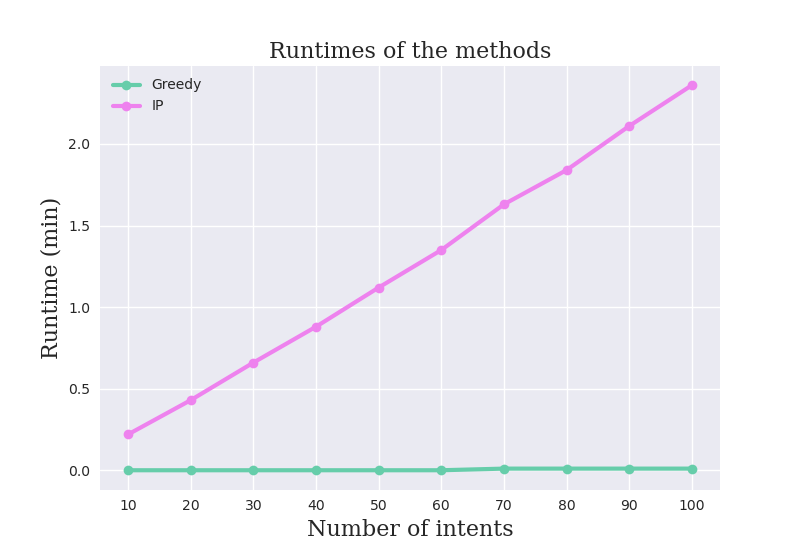 Runtimes of the methods
Greedy
IP
2.0
1.5
1.0
0.5
0.0
Runtime (min)
10 20 30 40 50 60 70 80 90 100
Number of intents